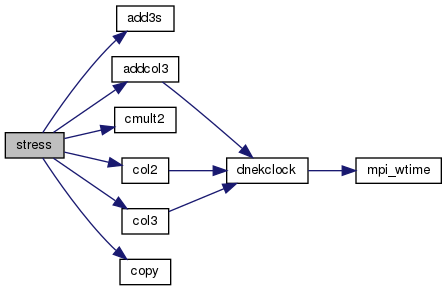 add3s
addcol3
cmult2
stress
col2
dnekclock
mpi_wtime
col3
copy